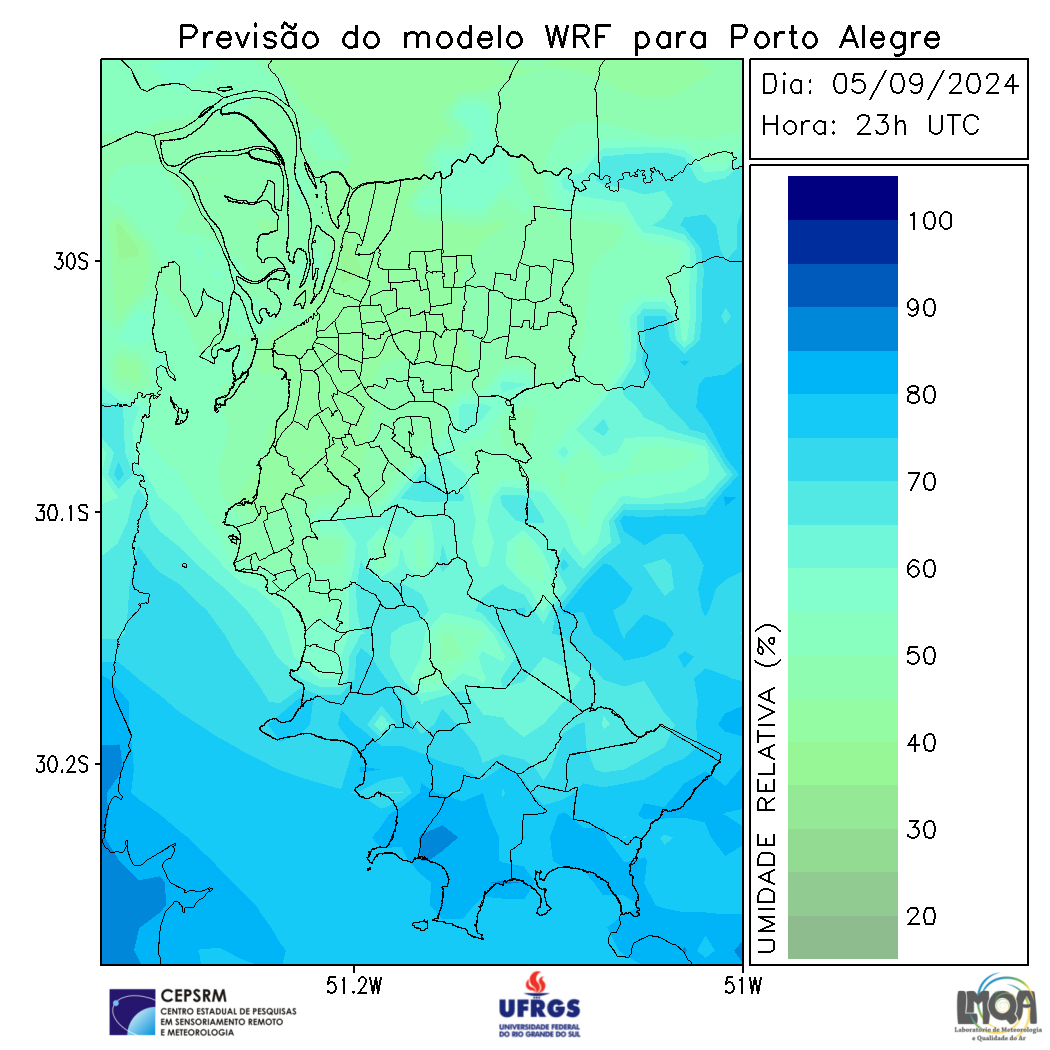 Previsão do modelo WRF para Porto Alegre
Dia: 05/09/2024
Hora: 23h UTC
30S
30.1S
30.2S
51.2W
51W
UMIDADE RELATIVA (%)
100
90
80
70
60
50
40
30
20
CEPSRM
CENTRO ESTADUAL DE PESQUISAS
EM SENSORIAMENTO REMOTO
E METEOROLOGIA
UFRGS
UNIVERSIDADE FEDERAL
DO RIO GRANDE DO SUL
LMQA
Laboratório de Meteorologia
e Qualidade do Ar